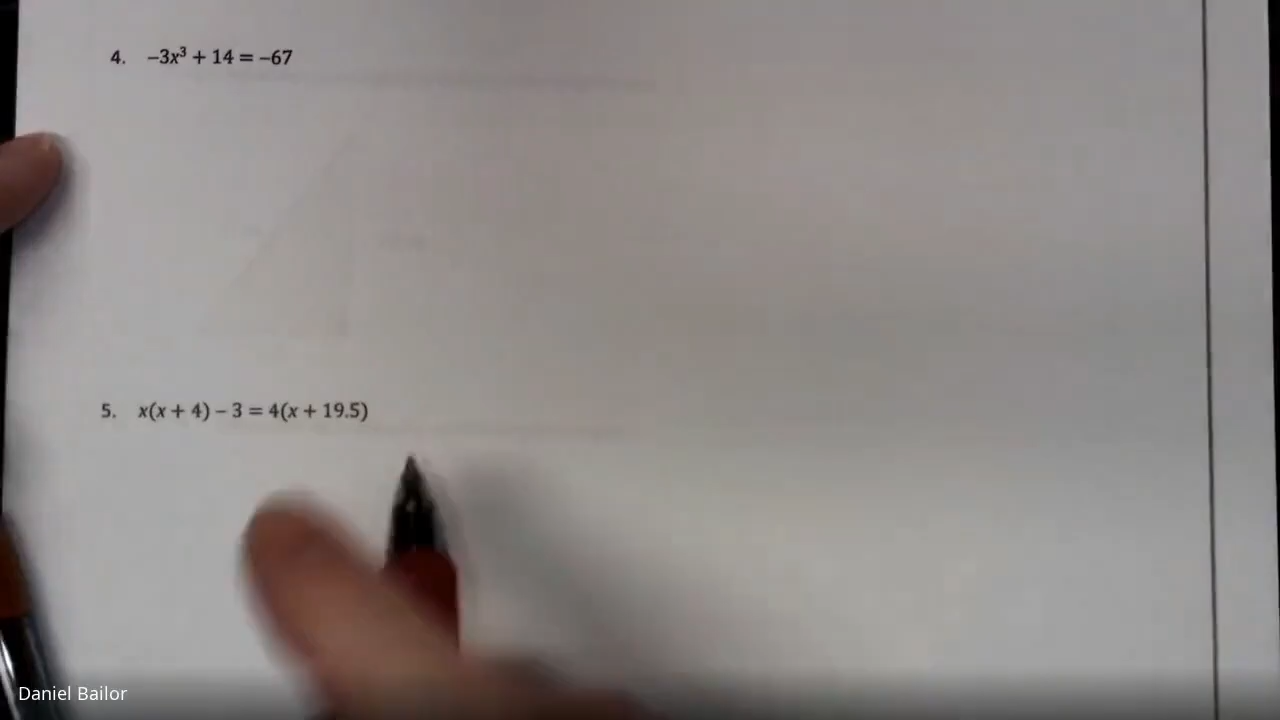 4. −3x³ + 14 = −67
5. x(x + 4) − 3 = 4(x + 19.5)
Daniel Bailor